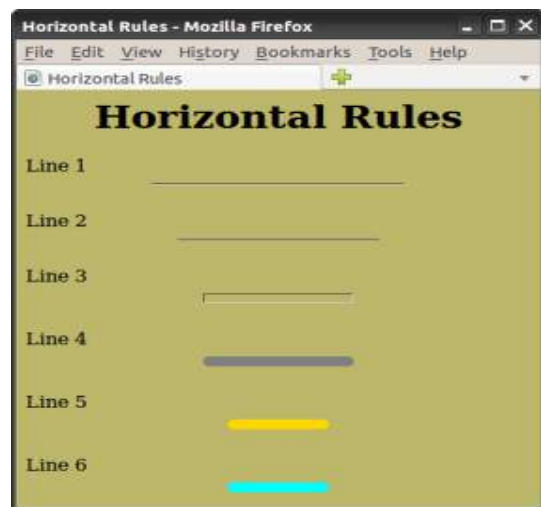 Horizontal Rules - Mozilla Firefox
File Edit View History Bookmarks Tools Help
Horizontal Rules
Horizontal Rules
Line 1
Line 2
Line 3
Line 4
Line 5
Line 6